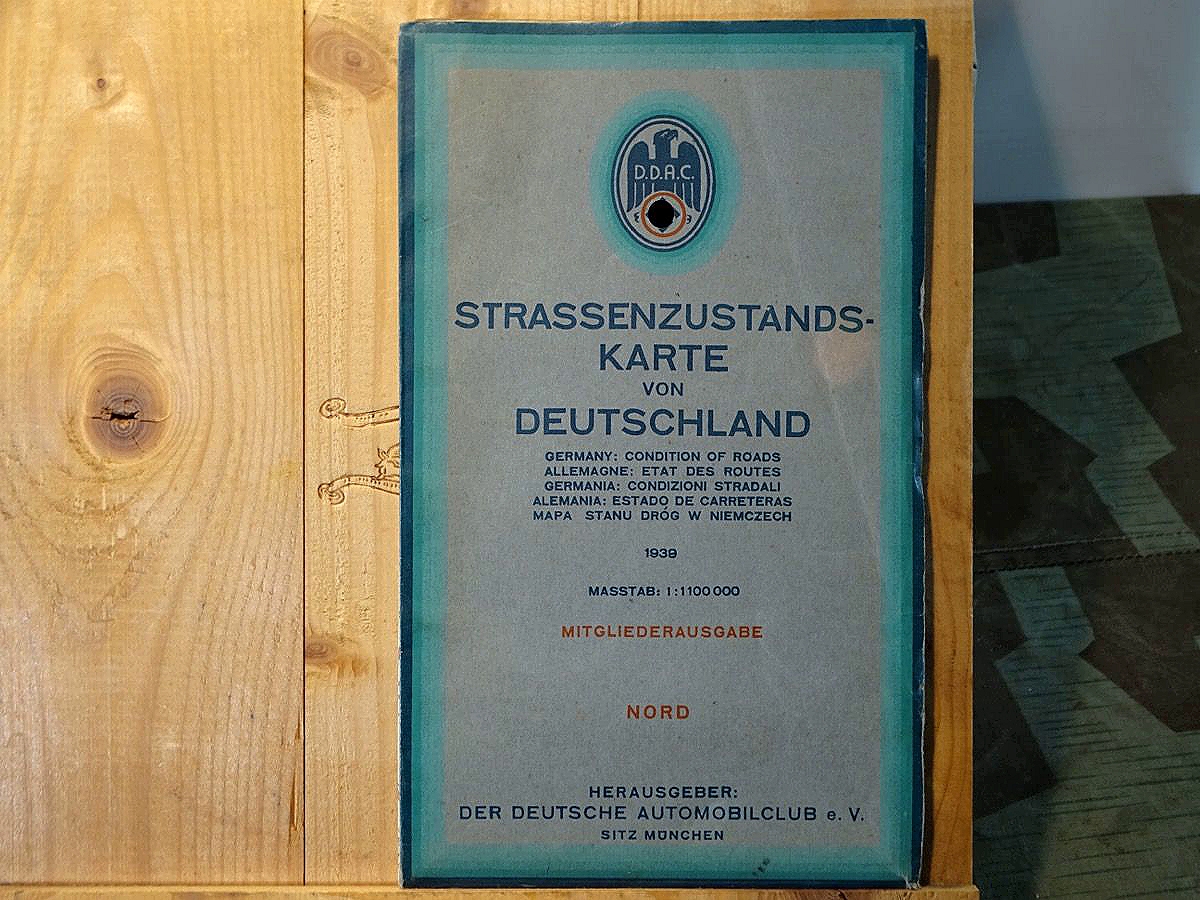 D.D.A.C.
STRASSENZUSTANDS-
KARTE
VON
DEUTSCHLAND
GERMANY: CONDITION OF ROADS
ALLEMAGNE: ETAT DES ROUTES
GERMANIA: CONDIZIONI STRADALI
ALEMANIA: ESTADO DE CARRETERAS
MAPA STANU DRÓG W NIEMCZECH
1939
MASSTAB: 1:1100000
MITGLIEDERAUSGABE
NORD
HERAUSGEBER:
DER DEUTSCHE AUTOMOBILCLUB e. V.
SITZ MÜNCHEN